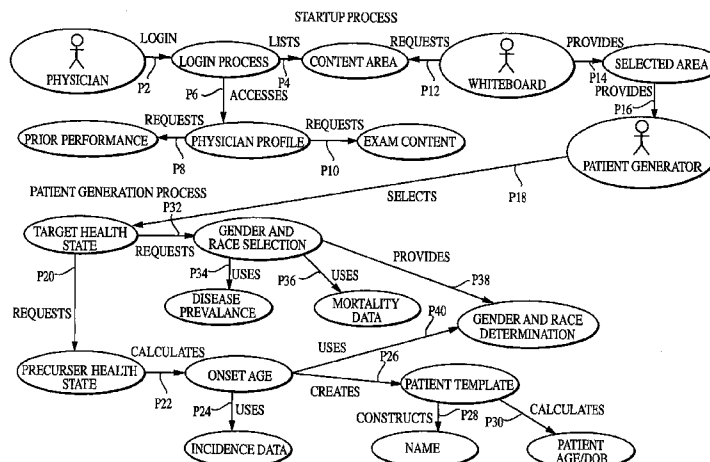 STARTUP PROCESS
LOGIN
LISTS
REQUESTS
PROVIDES
PHYSICIAN
P2
LOGIN PROCESS
P4
CONTENT AREA
P12
WHITEBOARD
P14
SELECTED AREA
P6
ACCESSES
PROVIDES
P16
REQUESTS
REQUESTS
PRIOR PERFORMANCE
P8
PHYSICIAN PROFILE
P10
EXAM CONTENT
PATIENT GENERATOR
PATIENT GENERATION PROCESS
SELECTS
P18
P32
TARGET HEALTH
STATE
REQUESTS
GENDER AND
RACE SELECTION
PROVIDES
P20
P34
USES
P36
USES
P38
DISEASE
PREVALANCE
MORTALITY
DATA
P40
GENDER AND RACE
DETERMINATION
REQUESTS
USES
P26
PRECURSER HEALTH
STATE
CALCULATES
P22
ONSET AGE
CREATES
PATIENT TEMPLATE
P24
USES
CONSTRUCTS
P28
P30
CALCULATES
INCIDENCE DATA
NAME
PATIENT
AGE/DOB